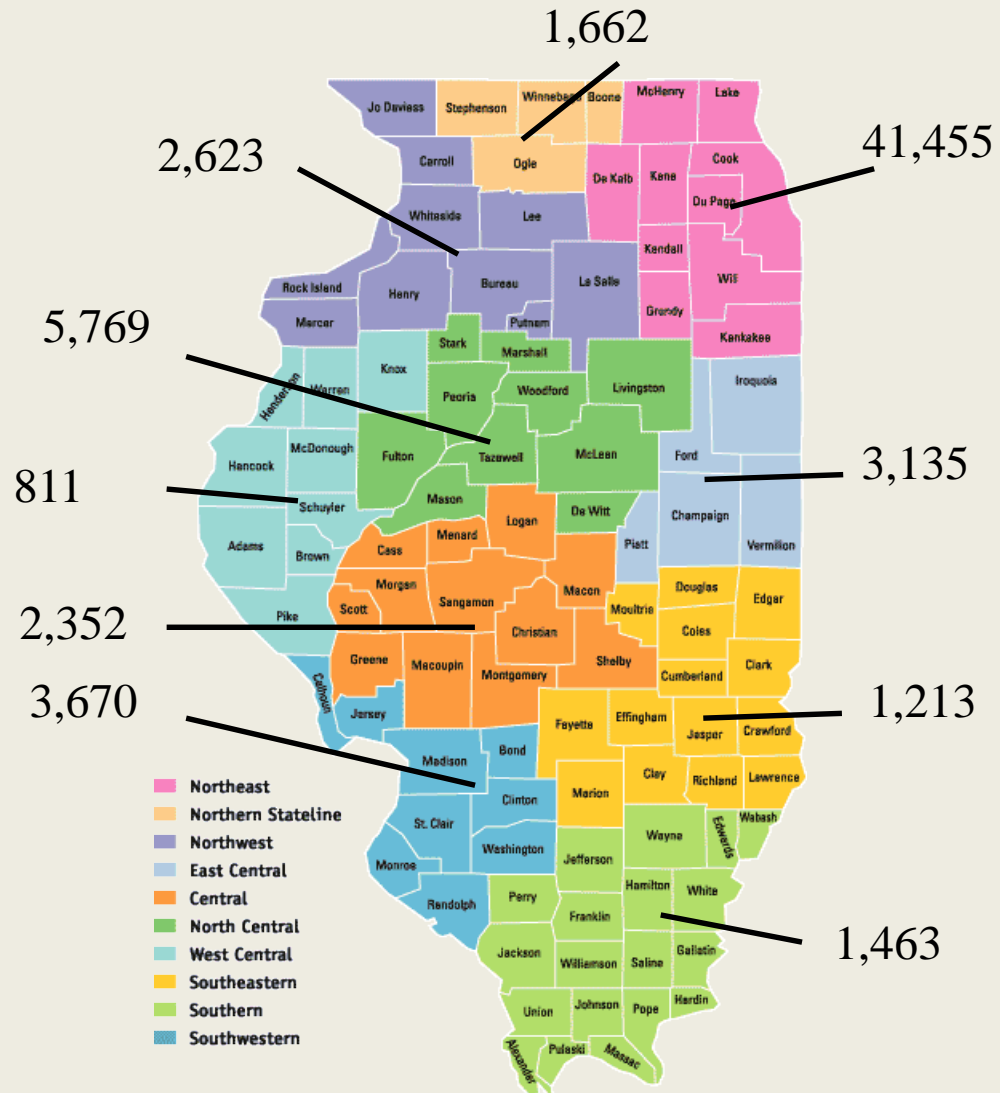 1,662
2,623
41,455
5,769
811
3,135
2,352
3,670
1,213
1,463
Jo Daviess
Stephenson
Winnebago
Boone
McHenry
Lake
Carroll
Ogle
De Kalb
Kane
Cook
Du Page
Whiteside
Lee
Kendall
Will
Rock Island
Henry
Bureau
La Salle
Mercer
Putnam
Grundy
Kankakee
Stark
Marshall
Knox
Henderson
Warren
Peoria
Woodford
Livingston
Iroquois
McDonough
Hancock
Fulton
Tazewell
McLean
Ford
Schuyler
Mason
Logan
De Witt
Champaign
Adams
Brown
Cass
Menard
Piatt
Vermilion
Morgan
Scott
Sangamon
Macon
Moultrie
Douglas
Edgar
Pike
Christian
Coles
Greene
Macoupin
Montgomery
Shelby
Cumberland
Clark
Calhoun
Jersey
Fayette
Effingham
Jasper
Crawford
Madison
Bond
Clay
Richland
Lawrence
Clinton
Marion
St. Clair
Wayne
Edwards
Wabash
Washington
Monroe
Jefferson
Randolph
Perry
Hamilton
White
Franklin
Jackson
Williamson
Saline
Gallatin
Union
Johnson
Pope
Hardin
Alexander
Pulaski
Massac
Northeast
Northern Stateline
Northwest
East Central
Central
North Central
West Central
Southeastern
Southern
Southwestern